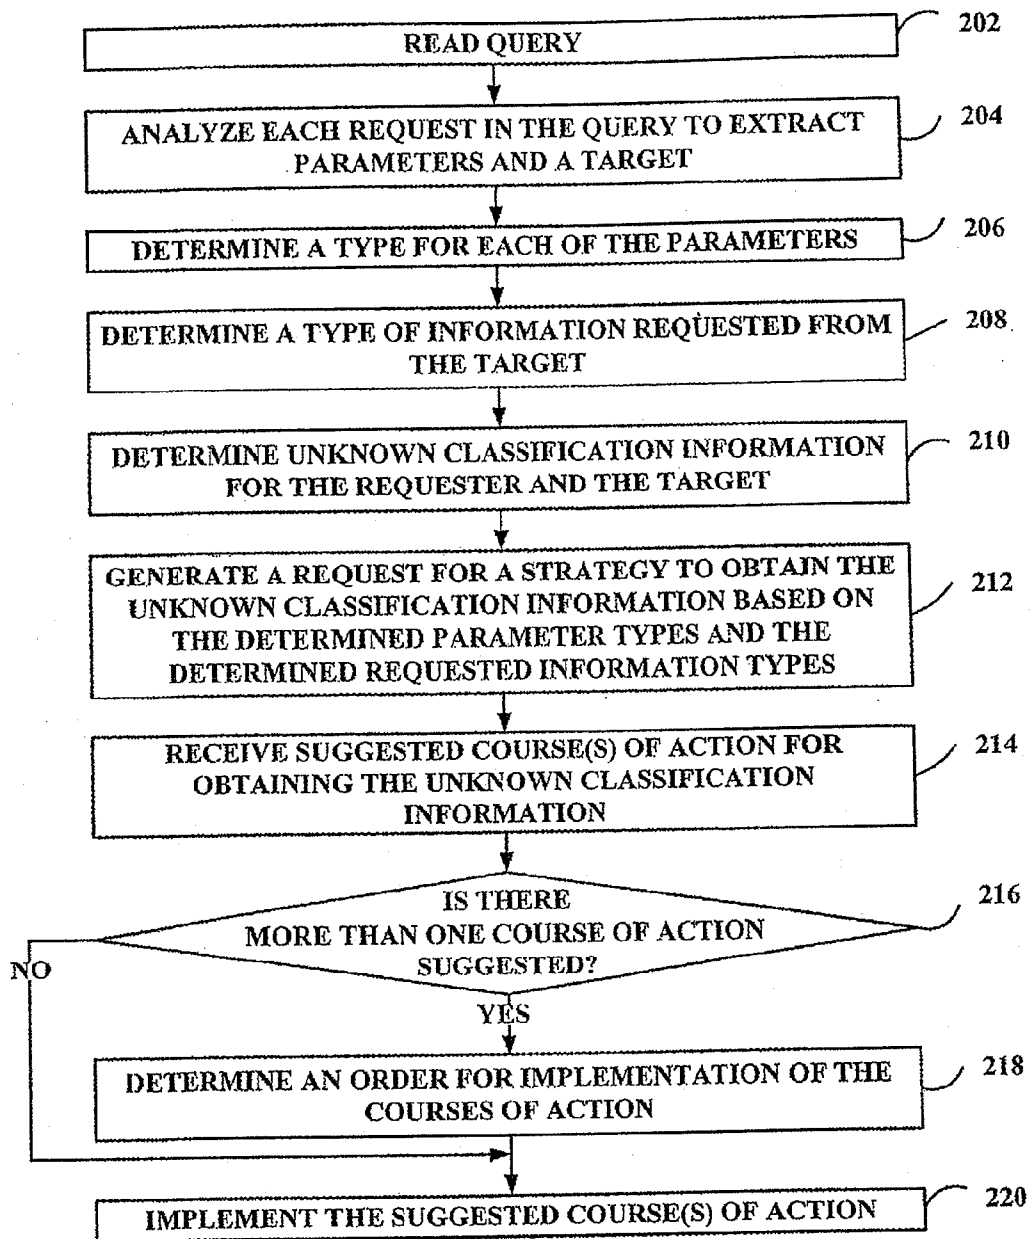 READ QUERY
202
ANALYZE EACH REQUEST IN THE QUERY TO EXTRACT
PARAMETERS AND A TARGET
204
DETERMINE A TYPE FOR EACH OF THE PARAMETERS
206
DETERMINE A TYPE OF INFORMATION REQUESTED FROM
THE TARGET
208
DETERMINE UNKNOWN CLASSIFICATION INFORMATION
FOR THE REQUESTER AND THE TARGET
210
GENERATE A REQUEST FOR A STRATEGY TO OBTAIN THE
UNKNOWN CLASSIFICATION INFORMATION BASED ON
THE DETERMINED PARAMETER TYPES AND THE
DETERMINED REQUESTED INFORMATION TYPES
212
RECEIVE SUGGESTED COURSE(S) OF ACTION FOR
OBTAINING THE UNKNOWN CLASSIFICATION
INFORMATION
214
IS THERE
MORE THAN ONE COURSE OF ACTION
SUGGESTED?
216
NO
YES
DETERMINE AN ORDER FOR IMPLEMENTATION OF THE
COURSES OF ACTION
218
IMPLEMENT THE SUGGESTED COURSE(S) OF ACTION
220